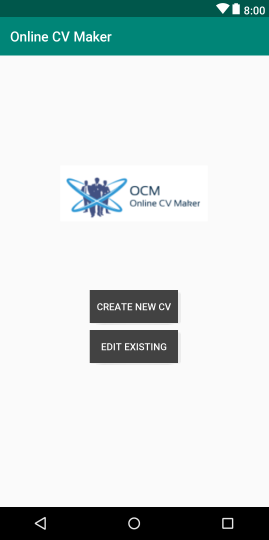 8:00
Online CV Maker
OCM
Online CV Maker
CREATE NEW CV
EDIT EXISTING